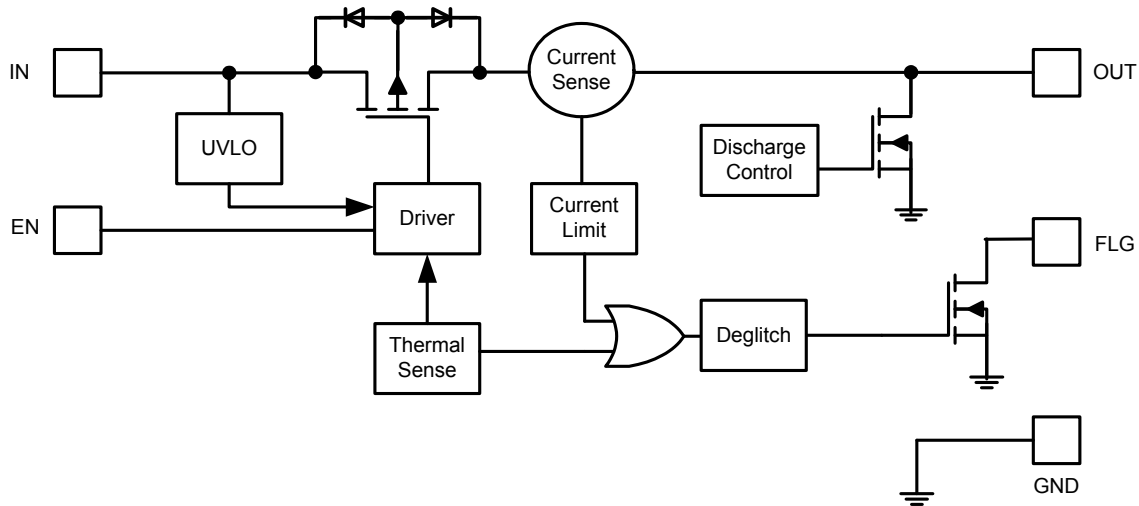 IN
Current
Sense
OUT
UVLO
Discharge
Control
EN
Driver
Current
Limit
FLG
Thermal
Sense
Deglitch
GND